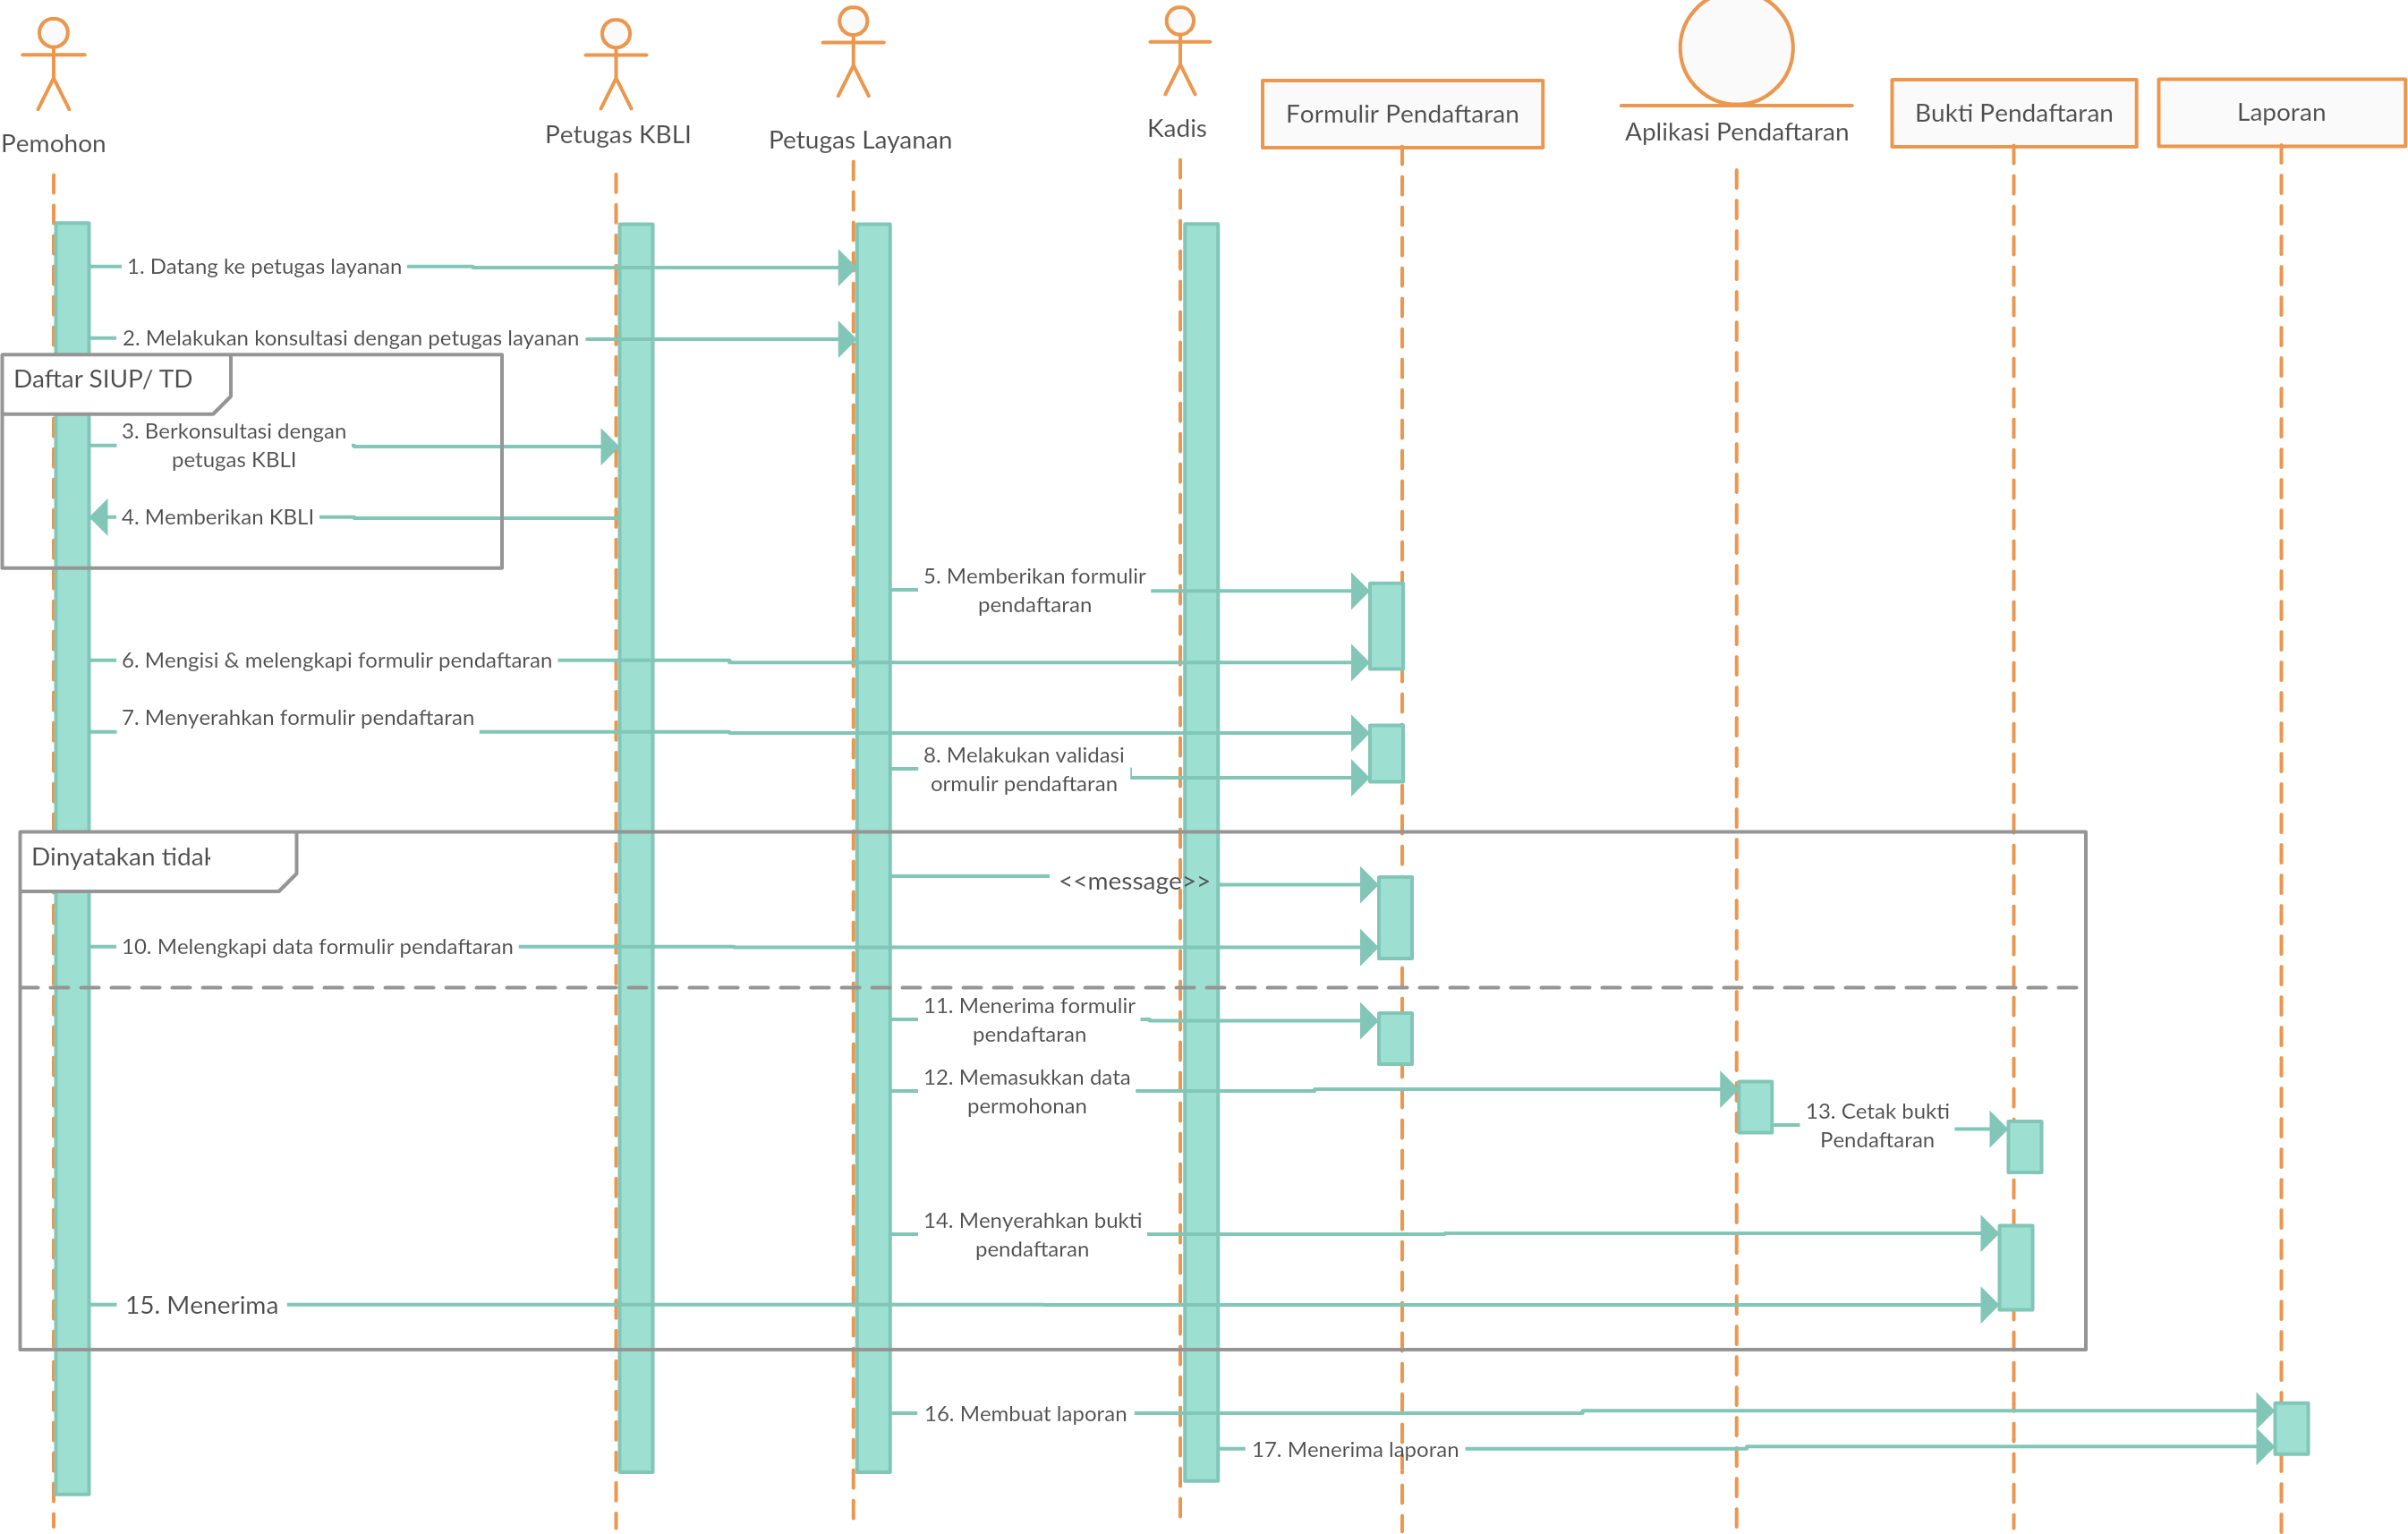 Pemohon
Petugas KBLI
Petugas Layanan
Kadis
Formulir Pendaftaran
Aplikasi Pendaftaran
Bukti Pendaftaran
Laporan
1. Datang ke petugas layanan
2. Melakukan konsultasi dengan petugas layanan
Daftar SIUP/ TD
3. Berkonsultasi dengan
petugas KBLI
4. Memberikan KBLI
5. Memberikan formulir
pendaftaran
6. Mengisi & melengkapi formulir pendaftaran
7. Menyerahkan formulir pendaftaran
8. Melakukan validasi
ormulir pendaftaran
Dinyatakan
<<message>>
10. Melengkapi data formulir pendaftaran
11. Menerima formulir
pendaftaran
12. Memasukkan data
permohonan
13. Cetak bukti
Pendaftaran
14. Menyerahkan bukti
pendaftaran
15. Menerima
16. Membuat laporan
17. Menerima laporan